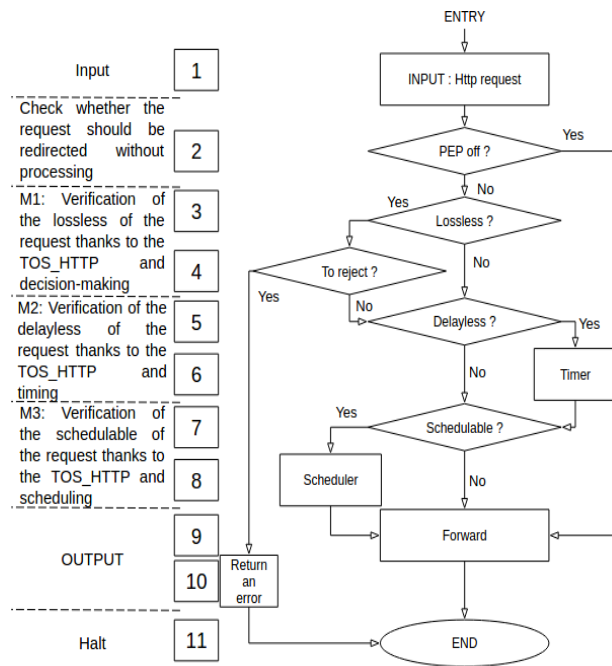 ENTRY
Input
1
INPUT : Http request
Check whether the
request should be
redirected without
processing
2
PEP off ?
Yes
No
M1: Verification of
the lossless of the
request thanks to the
TOS_HTTP and
decision-making
3
Yes
Lossless ?
No
4
To reject ?
Yes
No
M2: Verification of the
delayless of the
request thanks to the
TOS_HTTP and
timing
5
Delayless ?
Yes
No
6
Timer
M3: Verification of
the schedulable of
the request thanks to
the TOS_HTTP and
scheduling
7
Yes
Schedulable ?
No
8
Scheduler
OUTPUT
9
Forward
10
Return
an
error
Halt
11
END